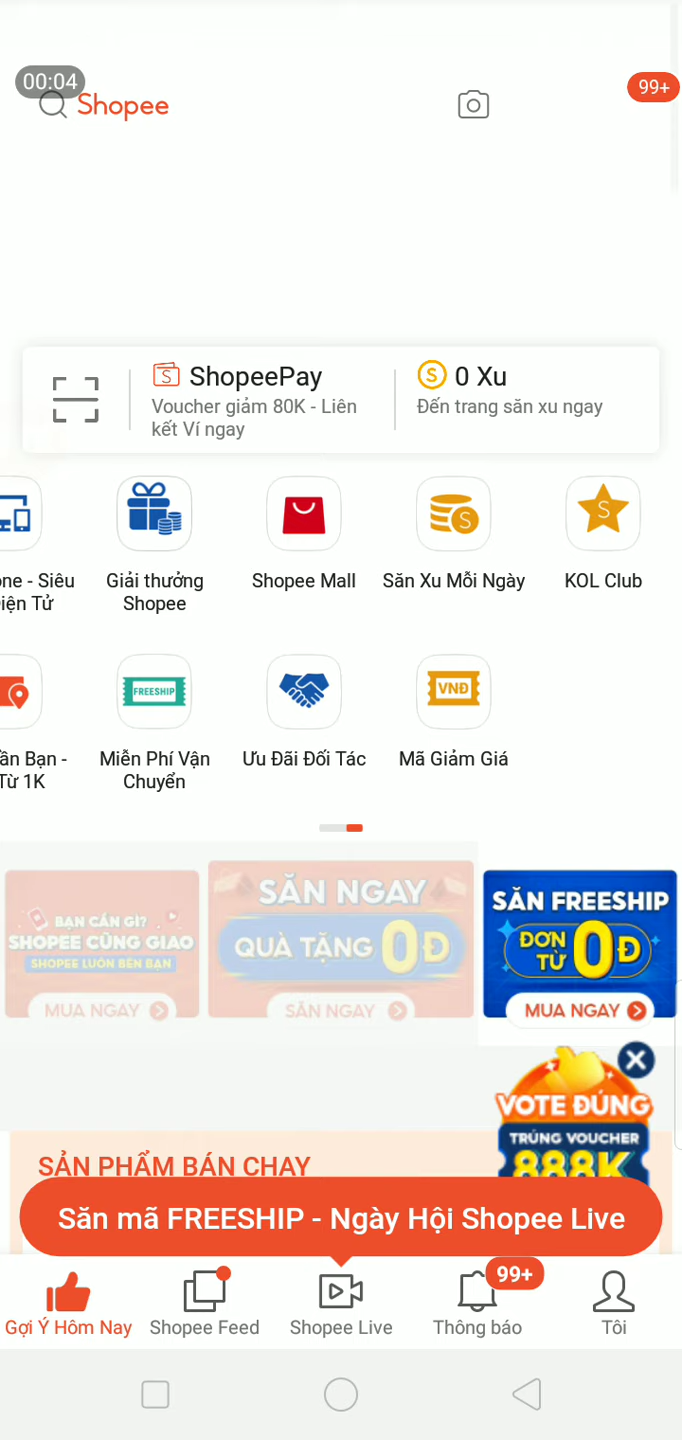 00:04
Shopee
99+
ShopeePay
Voucher giảm 80K - Liên
kết Ví ngay
S 0 Xu
Đến trang săn xu ngay
one - Siêu
Điện Tử
Giải thưởng
Shopee
Shopee Mall
Săn Xu Mỗi Ngày
KOL Club
FREESHIP
VNĐ
ần Bạn -
Từ 1K
Miễn Phí Vận
Chuyển
Ưu Đãi Đối Tác
Mã Giảm Giá
BẠN CẦN GÌ?
SHOPEE CŨNG GIAO
SHOPEE LUÔN BÊN BẠN
MUA NGAY
SĂN NGAY
QUÀ TẶNG 0Đ
SĂN NGAY
SĂN FREESHIP
ĐƠN TỪ 0Đ
MUA NGAY
VOTE ĐÚNG
TRÚNG VOUCHER
888K
SẢN PHẨM BÁN CHẠY
Săn mã FREESHIP - Ngày Hội Shopee Live
99+
Gợi Ý Hôm Nay
Shopee Feed
Shopee Live
Thông báo
Tôi